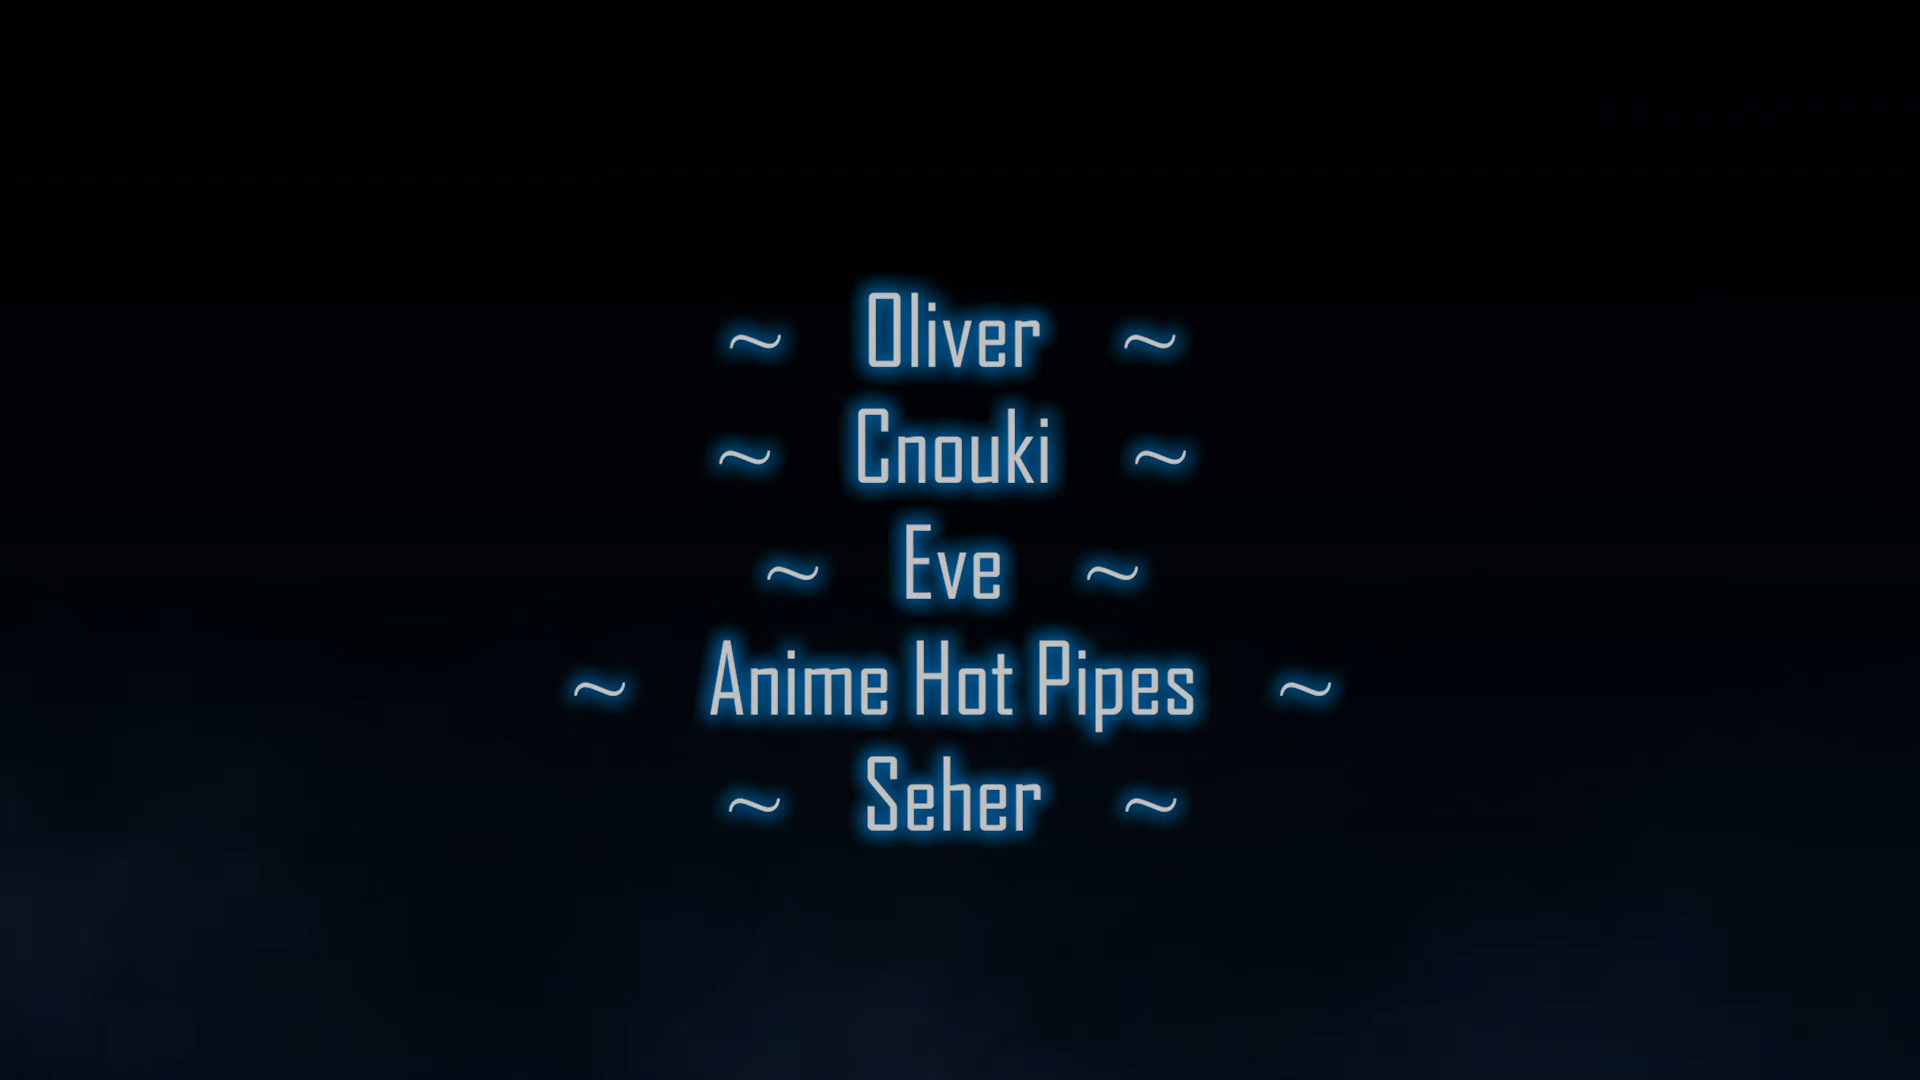 ~ Oliver ~
~ Cnouki ~
~ Eve ~
~ Anime Hot Pipes ~
~ Seher ~